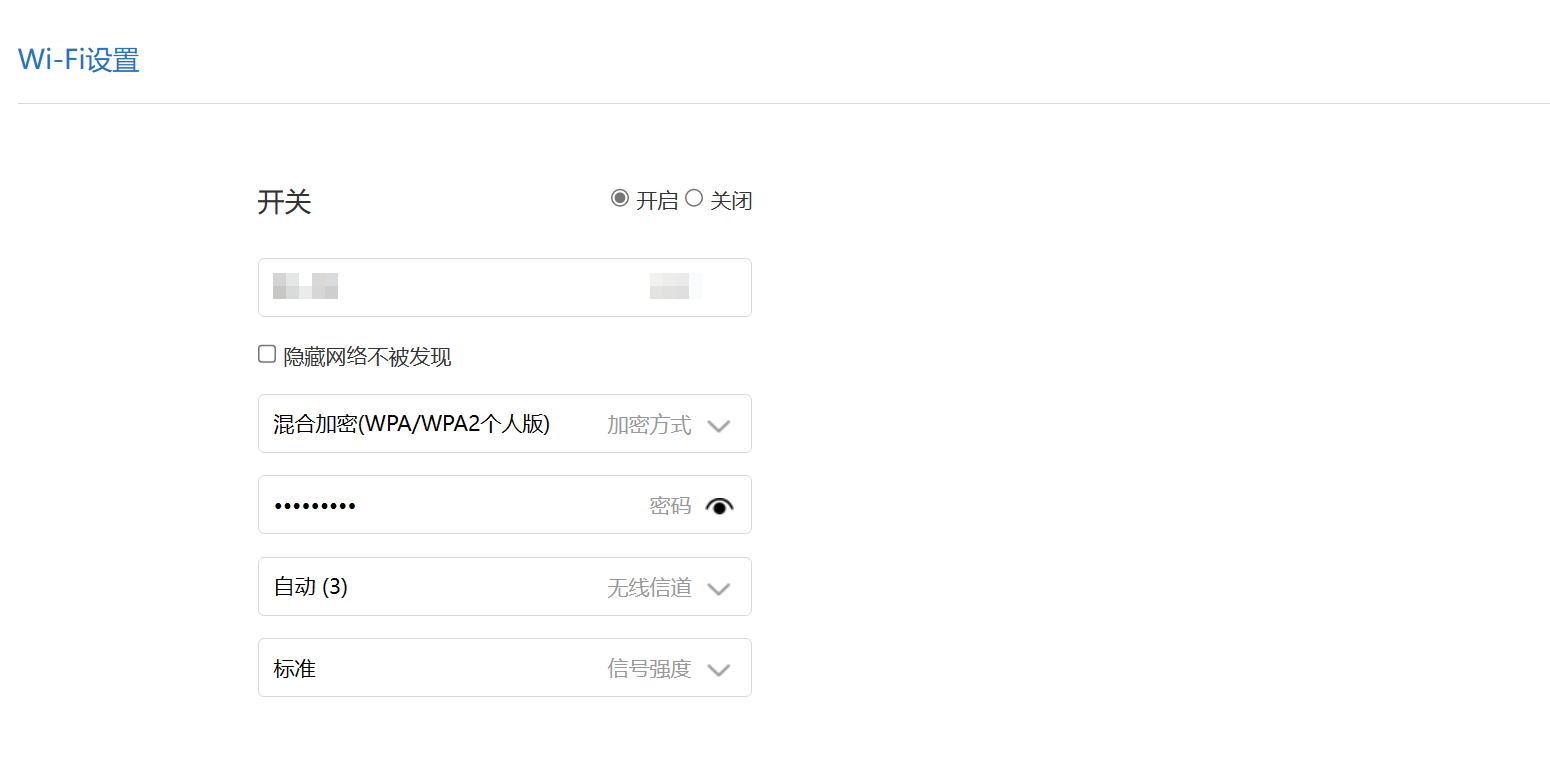 Wi-Fi设置
开关 开启 关闭
隐藏网络不被发现
混合加密(WPA/WPA2个人版) 加密方式
••••••••• 密码
自动 (3) 无线信道
标准 信号强度